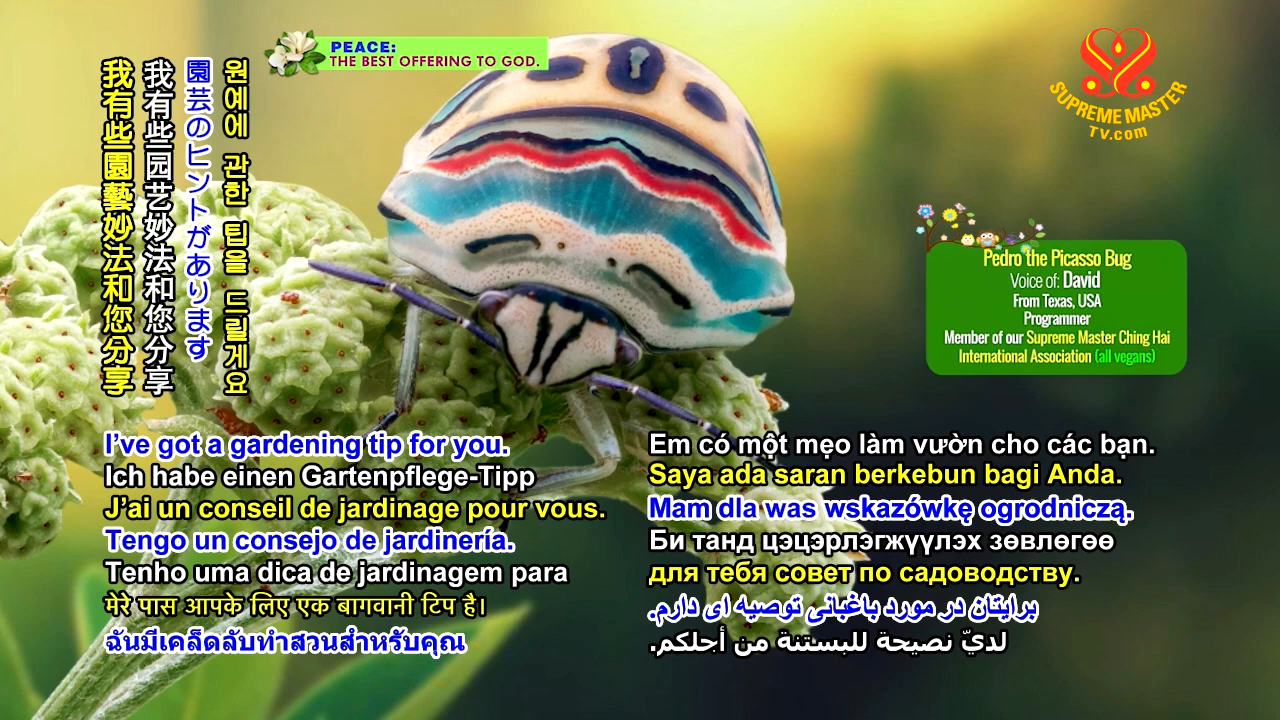 PEACE:
THE BEST OFFERING TO GOD.
SUPREME MASTER
TV.com
我有些園藝妙法和您分享
我有些园艺妙法和您分享
園芸のヒントがあります
원예에 관한 팁을 드릴게요
Pedro the Picasso Bug
Voice of: David
From Texas, USA
Programmer
Member of our Supreme Master Ching Hai
International Association (all vegans)
I’ve got a gardening tip for you.
Ich habe einen Gartenpflege-Tipp
J’ai un conseil de jardinage pour vous.
Tengo un consejo de jardinería.
Tenho uma dica de jardinagem para
मेरे पास आपके लिए एक बागवानी टिप है।
ฉันมีเคล็ดลับทำสวนสำหรับคุณ
Em có một mẹo làm vườn cho các bạn.
Saya ada saran berkebun bagi Anda.
Mam dla was wskazówkę ogrodniczą.
Би танд цэцэрлэгжүүлэх зөвлөгөө
для тебя совет по садоводству.
برایتان در مورد باغبانی توصیه ای دارم.
لديّ نصيحة للبستنة من أجلكم.